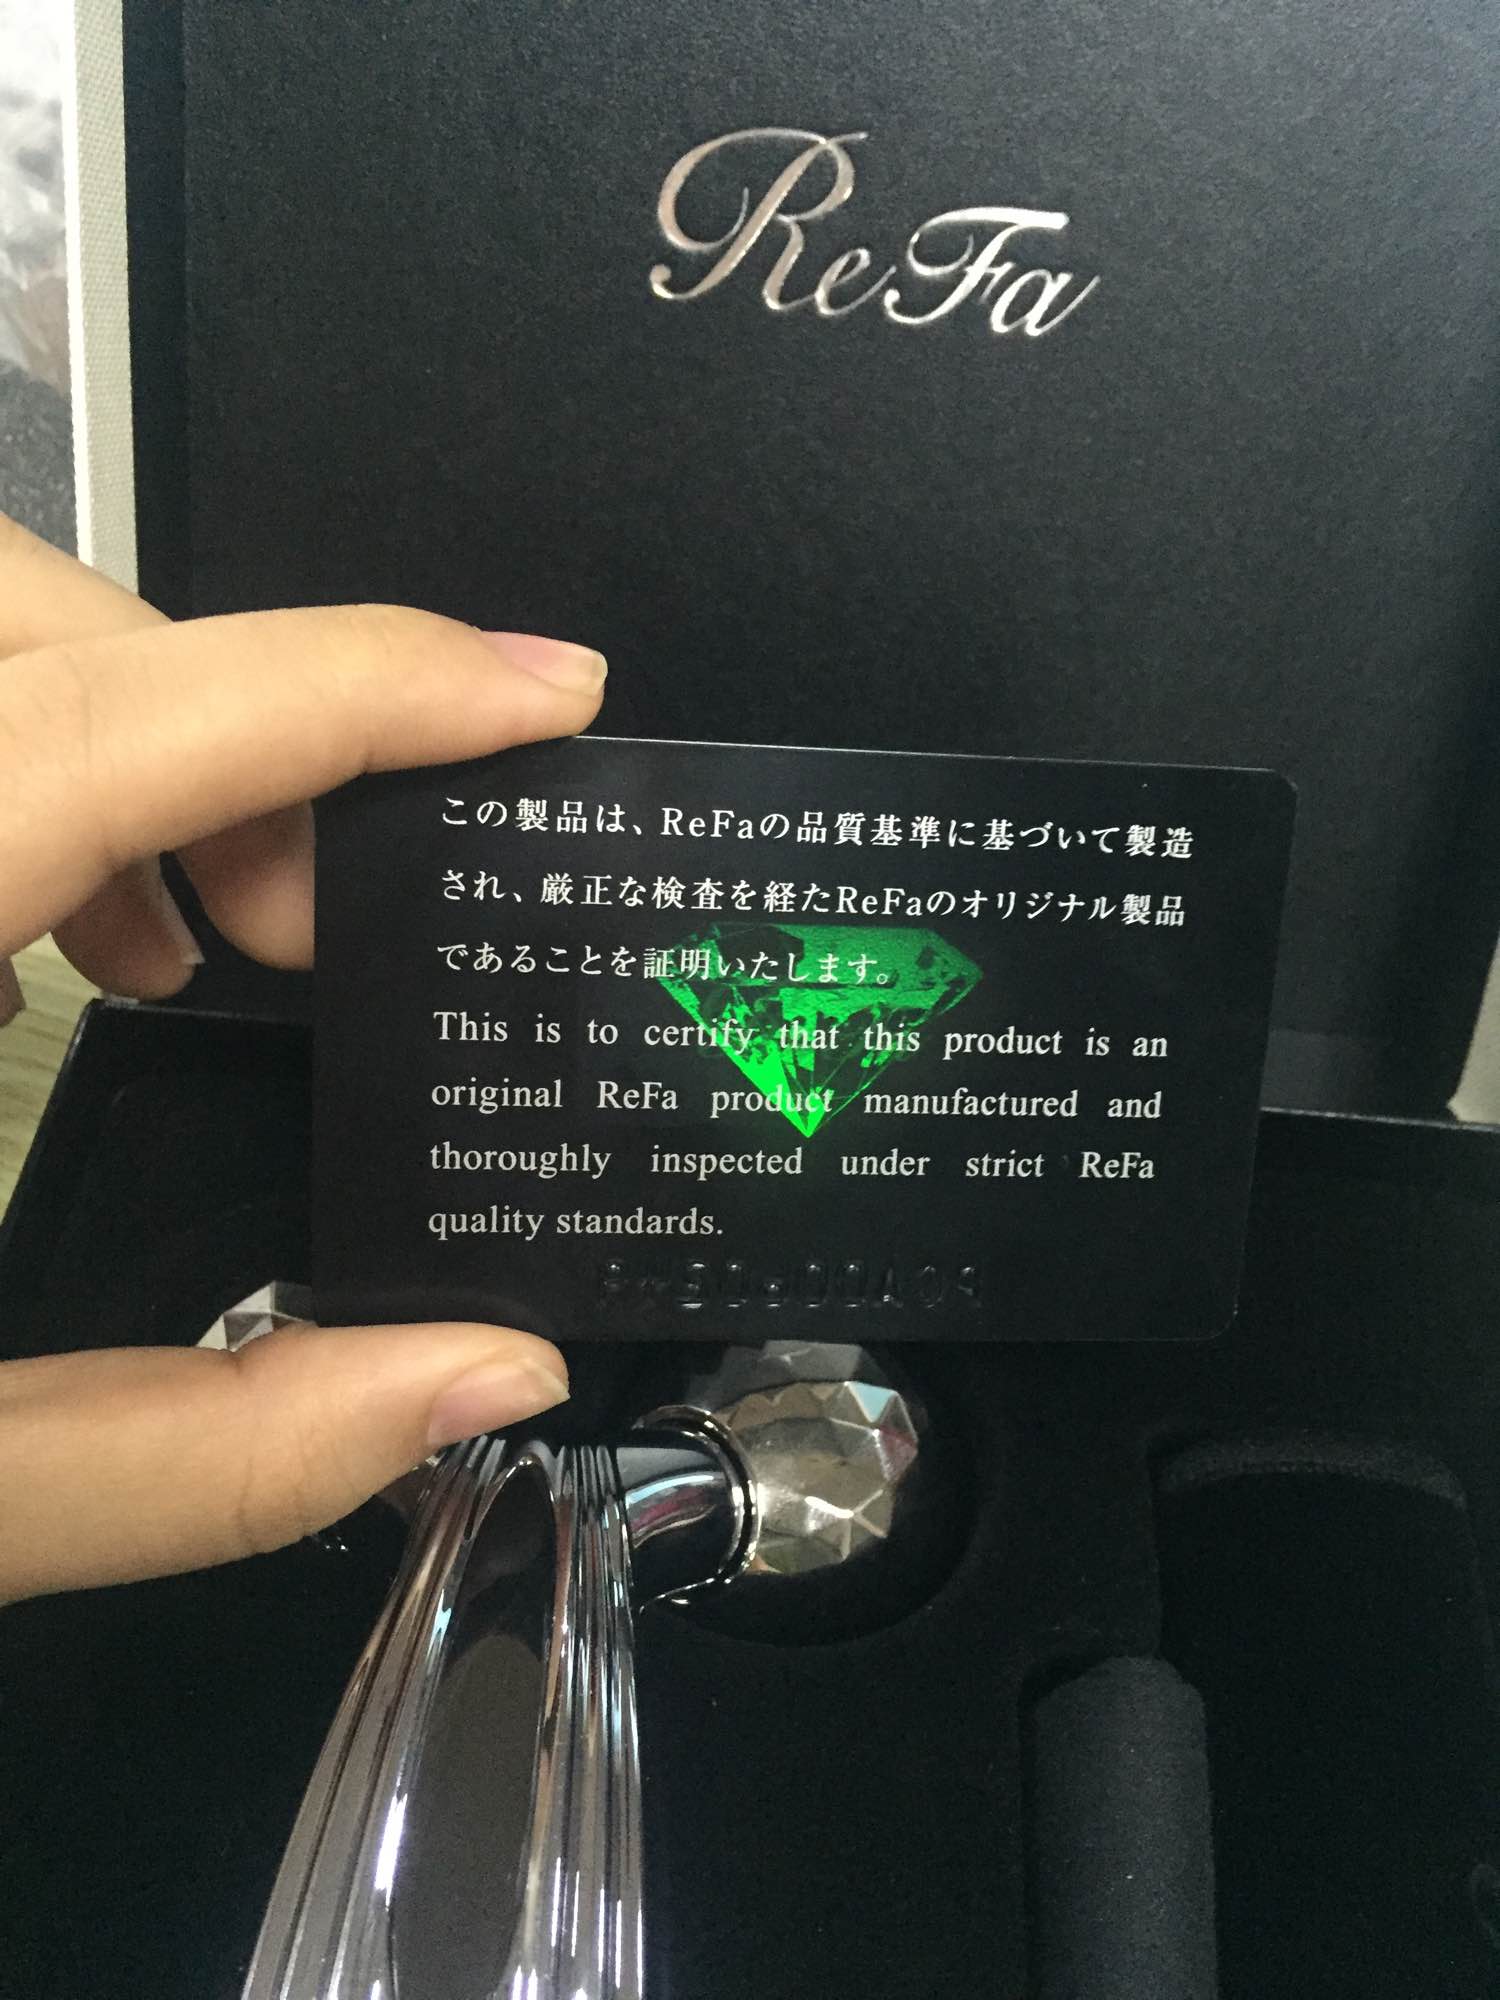 ReFa
この製品は、ReFaの品質基準に基づいて製造
され、厳正な検査を経たReFaのオリジナル製品
であることを証明いたします。
This is to certify that this product is an
original ReFa product manufactured and
thoroughly inspected under strict ReFa
quality standards.